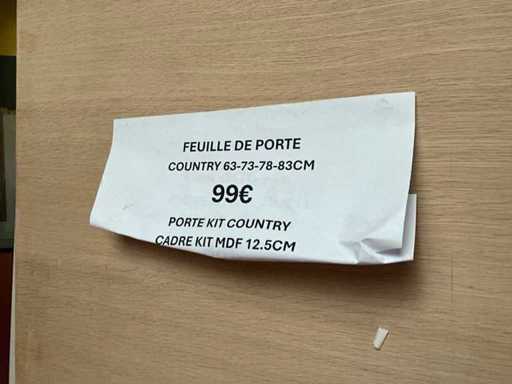 FEUILLE DE PORTE
COUNTRY 63-73-78-83CM
99€
PORTE KIT COUNTRY
CADRE KIT MDF 12.5CM